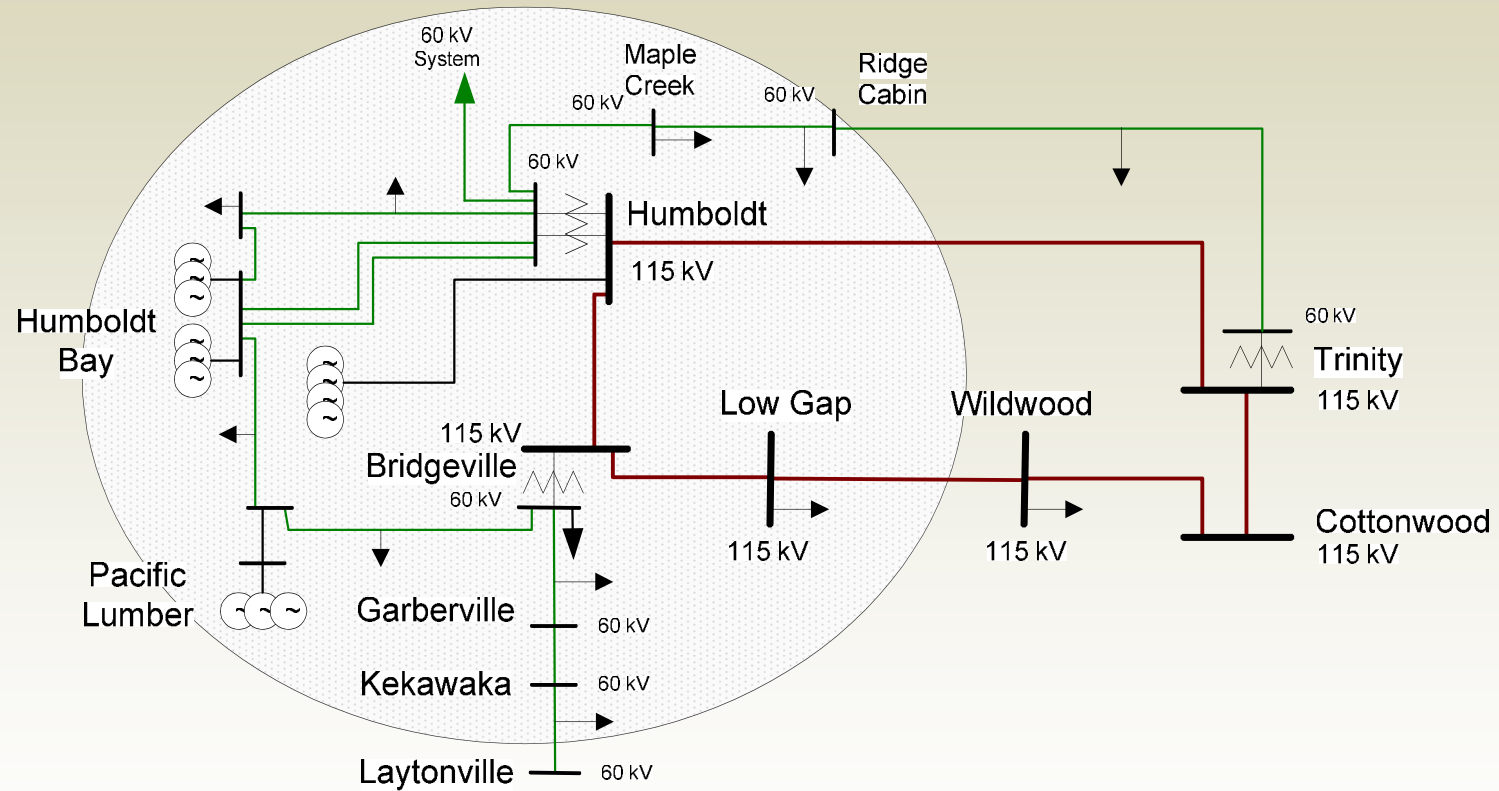 60 kV
System
Maple
Creek
60 kV
60 kV
Ridge
Cabin
60 kV
Humboldt
115 kV
Humboldt
Bay
~
~
~
~
~
~
~
~
~
~
60 kV
Trinity
115 kV
Low Gap
Wildwood
115 kV
Bridgeville
60 kV
115 kV
115 kV
Cottonwood
115 kV
Pacific
Lumber
~
~
~
Garberville
60 kV
Kekawaka
60 kV
Laytonville
60 kV